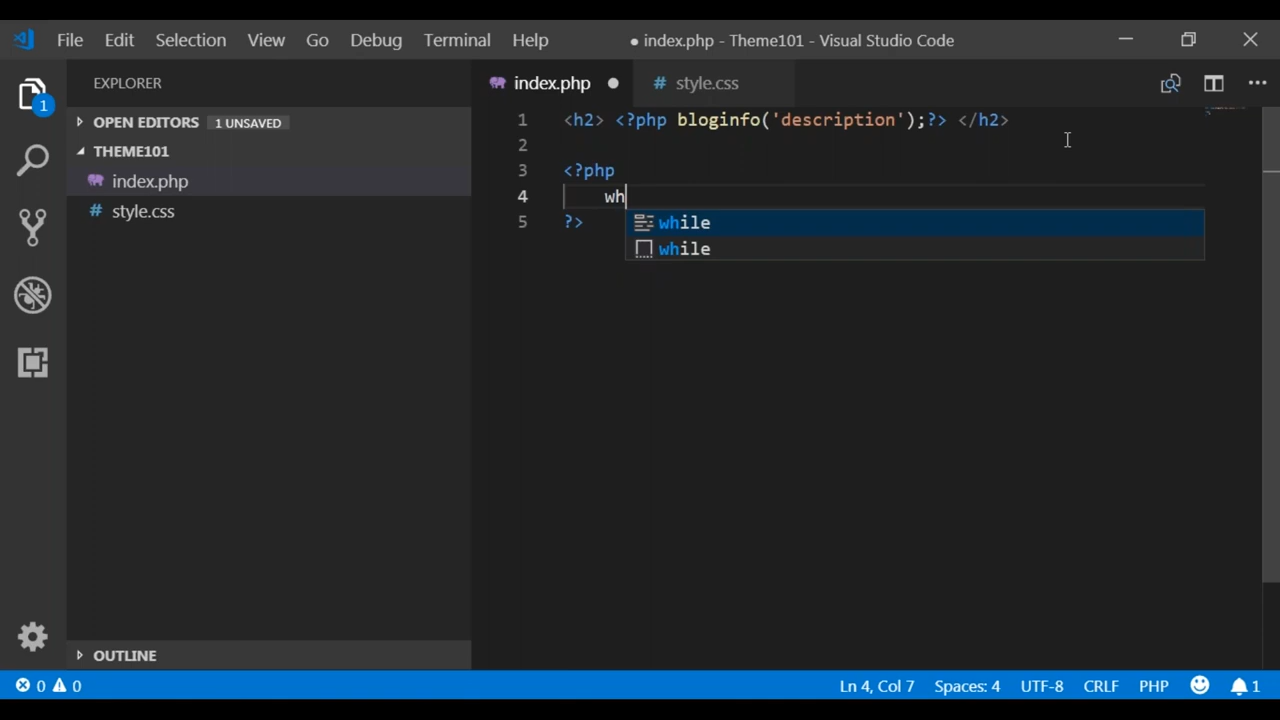 File Edit Selection View Go Debug Terminal Help ● index.php - Theme101 - Visual Studio Code
EXPLORER
OPEN EDITORS 1 UNSAVED
THEME101
index.php
# style.css
OUTLINE
1
index.php ●
# style.css
1 <h2> <?php bloginfo('description');?> </h2>
2
3 <?php
4 wh
5 ?>
while
while
0 0
Ln 4, Col 7 Spaces: 4 UTF-8 CRLF PHP 1